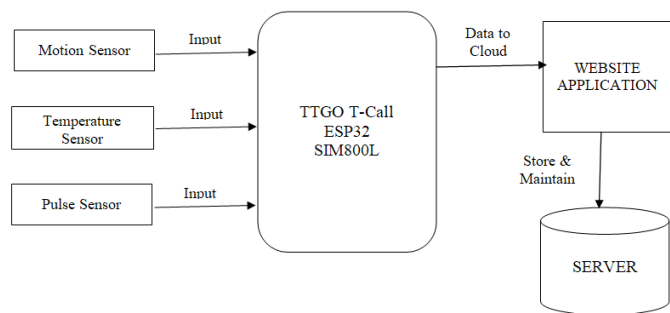 Motion Sensor
Input
Temperature
Sensor
Input
Pulse Sensor
Input
TTGO T-Call
ESP32
SIM800L
Data to
Cloud
WEBSITE
APPLICATION
Store &
Maintain
SERVER